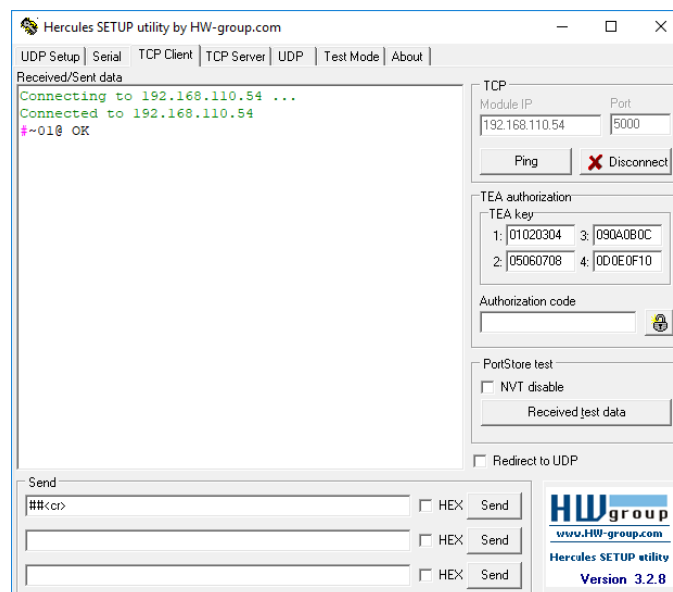 Hercules SETUP utility by HW-group.com
UDP Setup Serial TCP Client TCP Server UDP Test Mode About
Received/Sent data
Connecting to 192.168.110.54 ...
Connected to 192.168.110.54
#~01@ OK
TCP
Module IP Port
192.168.110.54 5000
Ping Disconnect
TEA authorization
TEA key
1: 01020304 3: 090A0B0C
2: 05060708 4: 0D0E0F10
Authorization code
PortStore test
NVT disable
Received test data
Redirect to UDP
Send
##<cr> HEX Send
HEX Send
HEX Send
HW group
www.HW-group.com
Hercules SETUP utility
Version 3.2.8